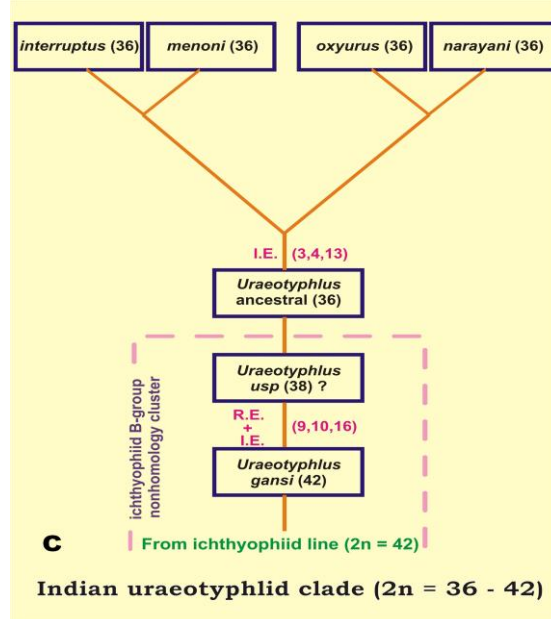 interruptus (36) menoni (36) oxyurus (36) narayani (36)
I.E. (3,4,13)
Uraeotyphlus
ancestral (36)
Uraeotyphlus
usp (38) ?
ichthyophiid B-group
nonhomology cluster
R.E.
+
I.E.
(9,10,16)
Uraeotyphlus
gansi (42)
C
From ichthyophiid line (2n = 42)
Indian uraeotyphlid clade (2n = 36 - 42)